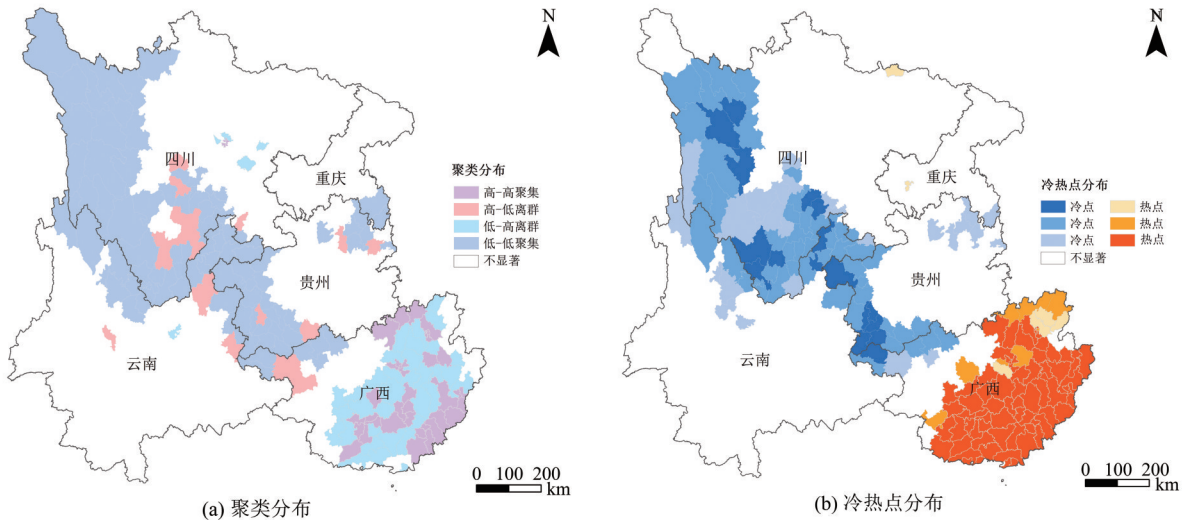 N
四川
重庆
贵州
云南
广西
聚类分布
高-高聚集
高-低离群
低-高离群
低-低聚集
不显著
0 100 200
km
(a) 聚类分布
N
四川
重庆
贵州
云南
广西
冷热点分布
冷点 热点
冷点 热点
冷点 热点
不显著
0 100 200
km
(b) 冷热点分布